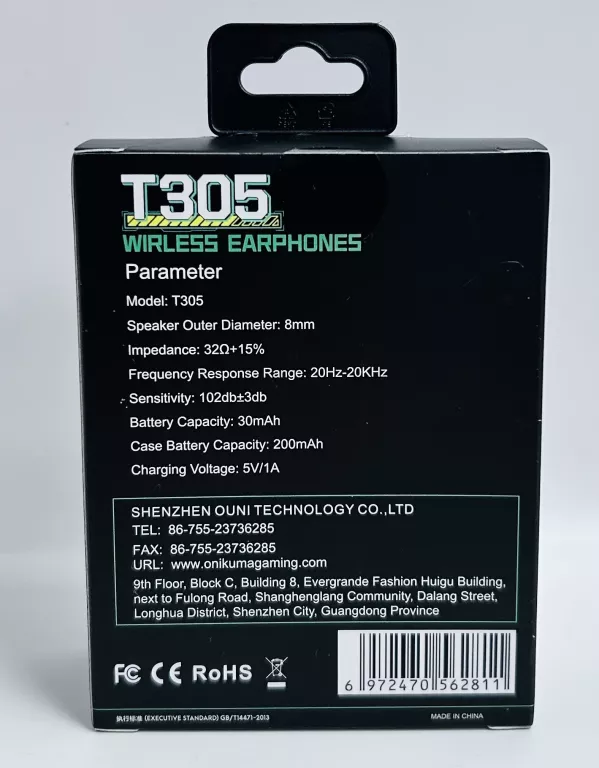 T305
WIRLESS EARPHONES
Parameter
Model: T305
Speaker Outer Diameter: 8mm
Impedance: 32Ω+15%
Frequency Response Range: 20Hz-20KHz
Sensitivity: 102db±3db
Battery Capacity: 30mAh
Case Battery Capacity: 200mAh
Charging Voltage: 5V/1A
SHENZHEN OUNI TECHNOLOGY CO.,LTD
TEL: 86-755-23736285
FAX: 86-755-23736285
URL: www.onikumagaming.com
9th Floor, Block C, Building 8, Evergrande Fashion Huigu Building,
next to Fulong Road, Shanghenglang Community, Dalang Street,
Longhua District, Shenzhen City, Guangdong Province
FC CE RoHS
6 972470 562811
执行标准 (EXECUTIVE STANDARD) GB/T14471-2013
MADE IN CHINA